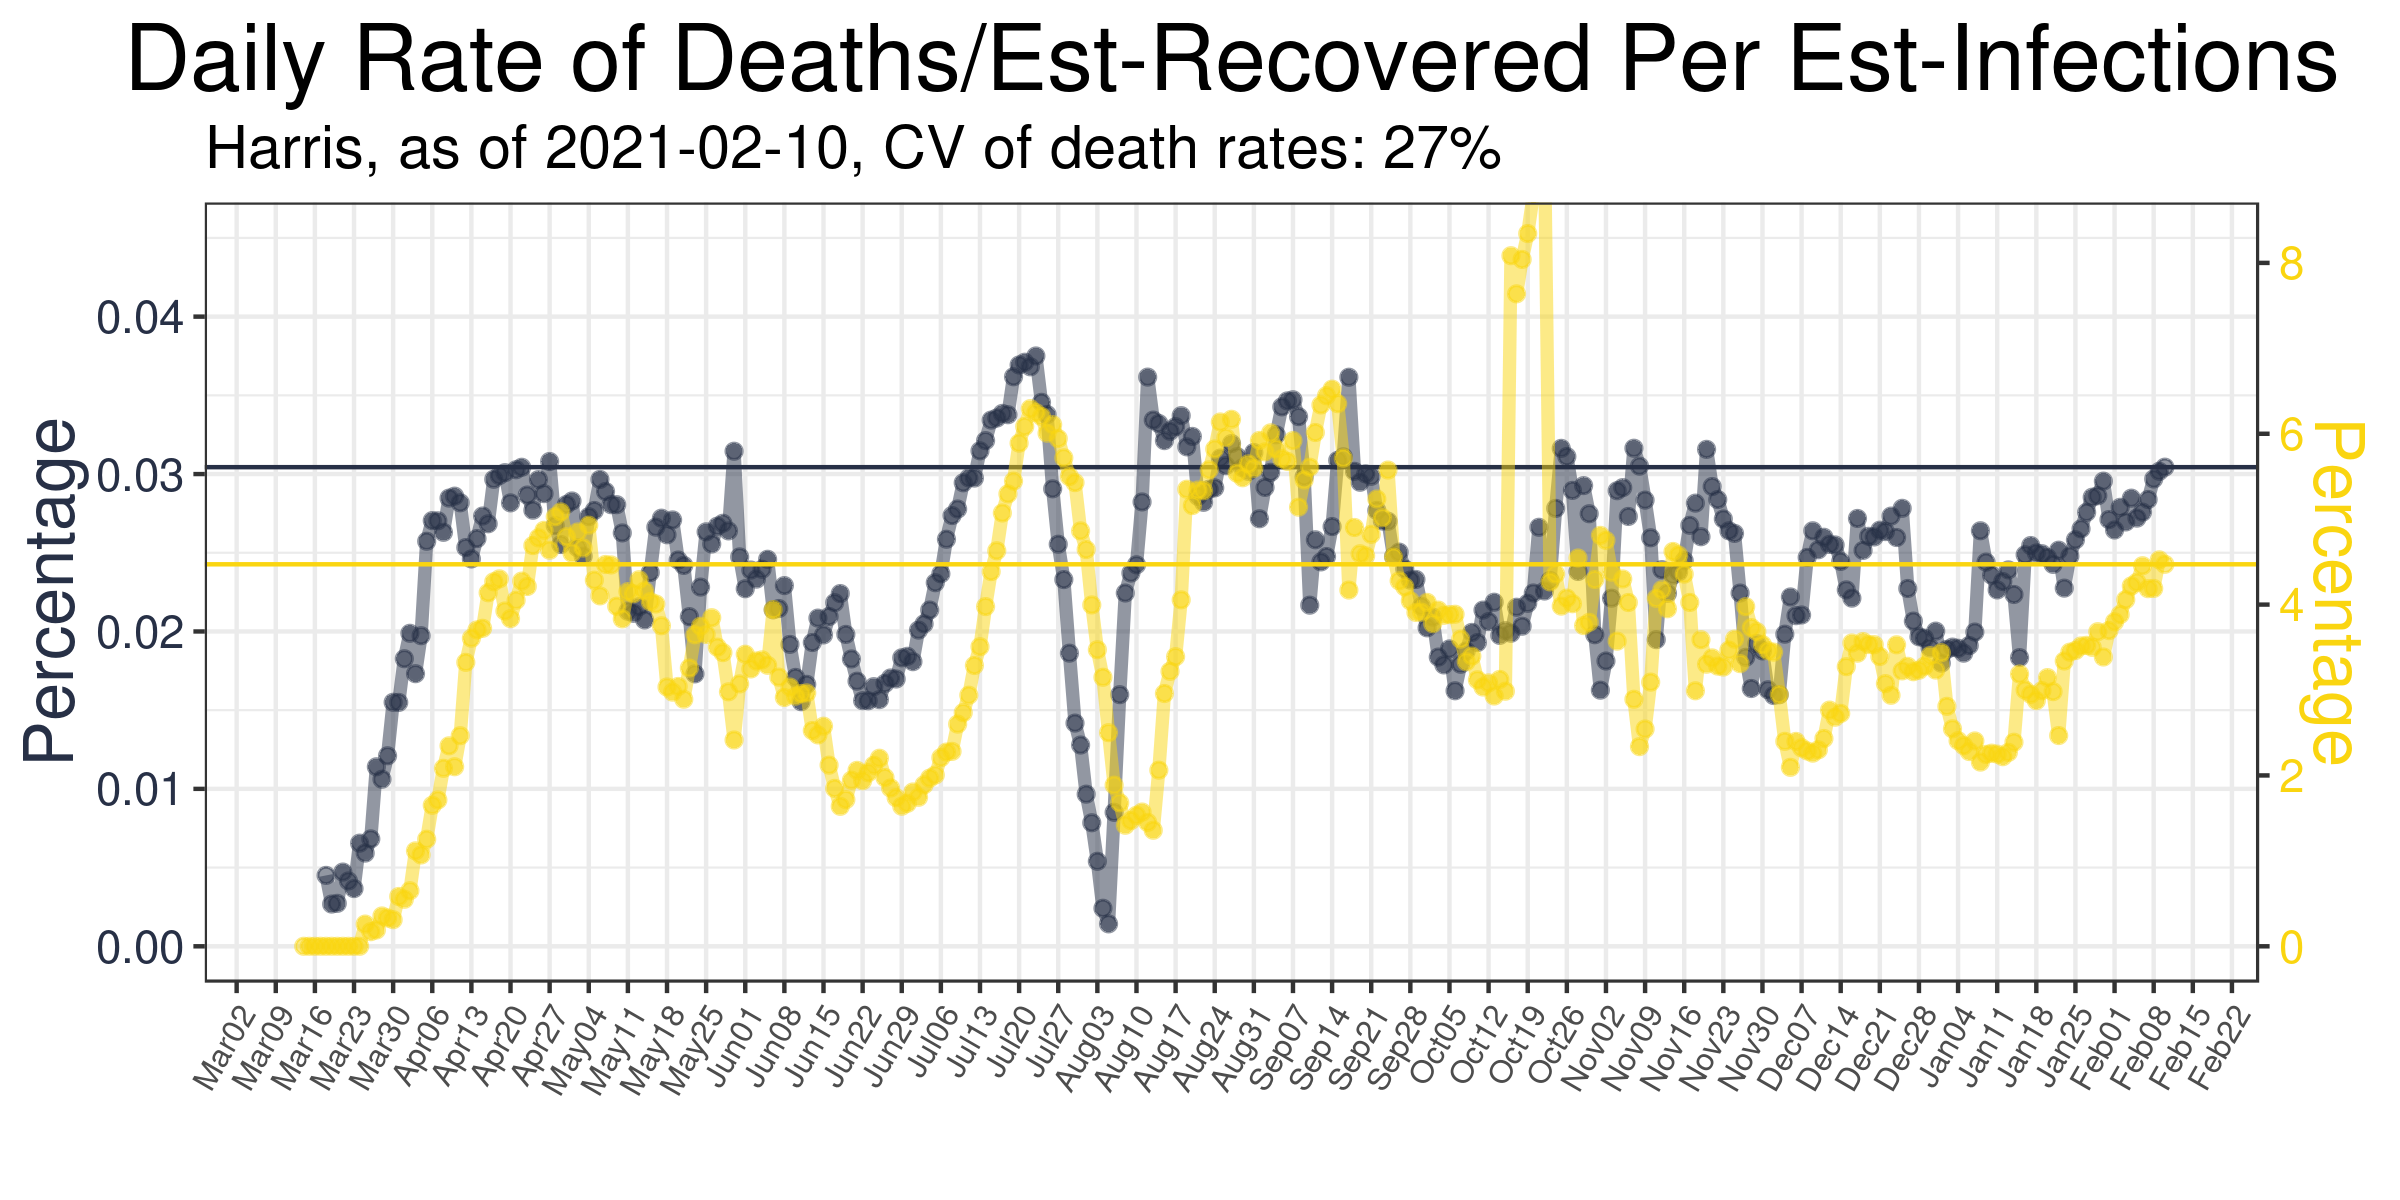 Daily Rate of Deaths/Est-Recovered Per Est-Infections
Harris, as of 2021-02-10, CV of death rates: 27%
Percentage
0.04
0.03
0.02
0.01
0.00
8
6
4
2
0
Percentage
Mar02
Mar09
Mar16
Mar23
Mar30
Apr06
Apr13
Apr20
Apr27
May04
May11
May18
May25
Jun01
Jun08
Jun15
Jun22
Jun29
Jul06
Jul13
Jul20
Jul27
Aug03
Aug10
Aug17
Aug24
Aug31
Sep07
Sep14
Sep21
Sep28
Oct05
Oct12
Oct19
Oct26
Nov02
Nov09
Nov16
Nov23
Nov30
Dec07
Dec14
Dec21
Dec28
Jan04
Jan11
Jan18
Jan25
Feb01
Feb08
Feb15
Feb22